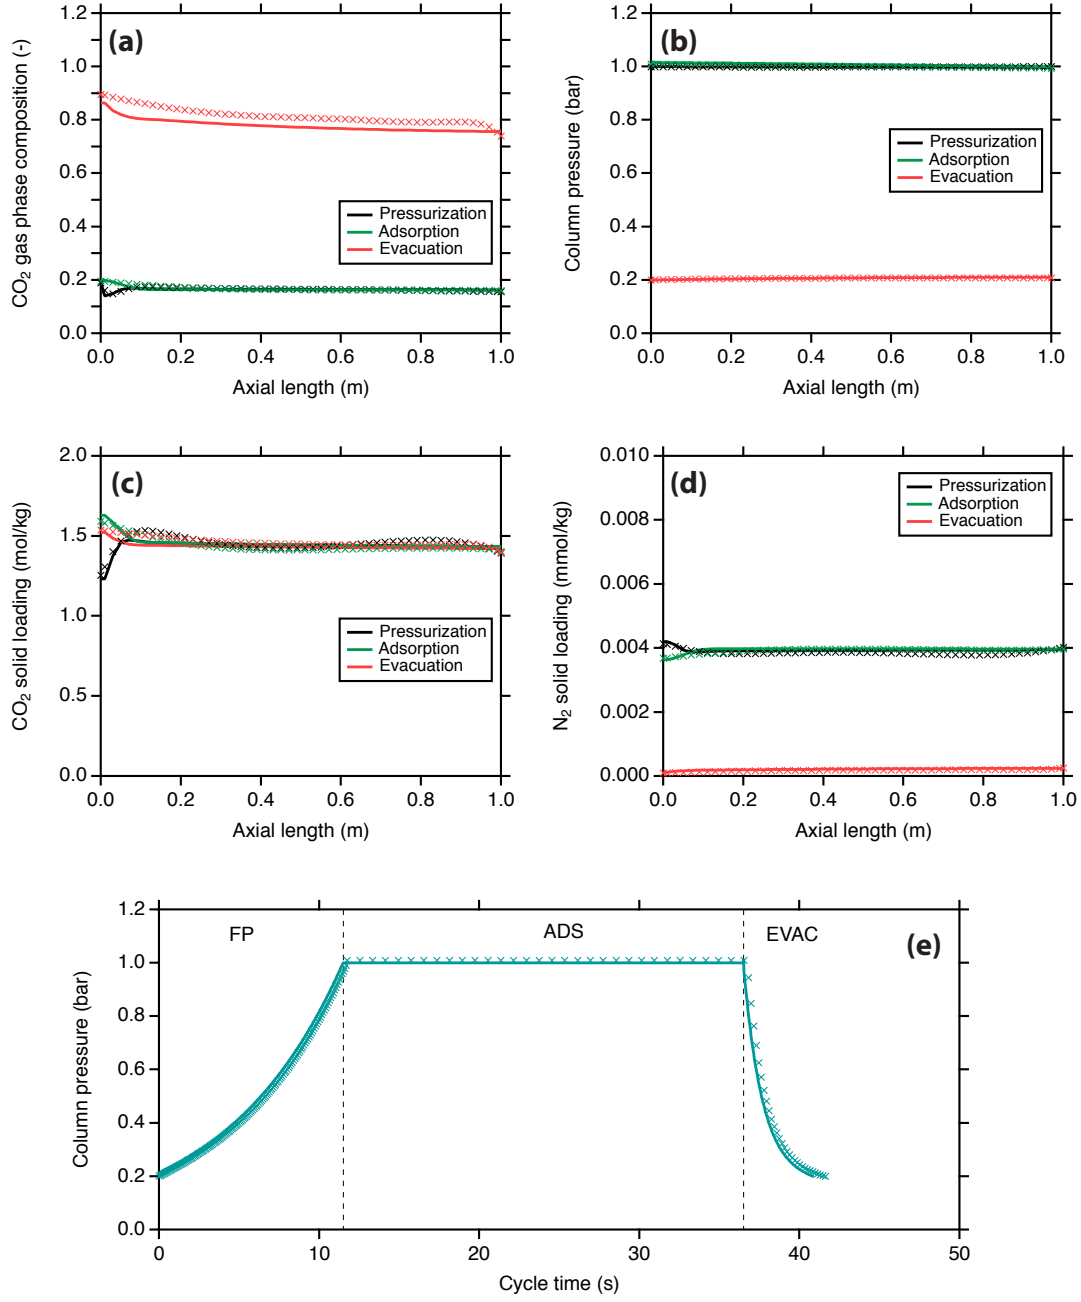 (a)
CO₂ gas phase composition (-)
1.2
1.0
0.8
0.6
0.4
0.2
0.0
Pressurization
Adsorption
Evacuation
0.0 0.2 0.4 0.6 0.8 1.0
Axial length (m)
(b)
Column pressure (bar)
1.2
1.0
0.8
0.6
0.4
0.2
0.0
Pressurization
Adsorption
Evacuation
0.0 0.2 0.4 0.6 0.8 1.0
Axial length (m)
(c)
CO₂ solid loading (mol/kg)
2.0
1.5
1.0
0.5
0.0
Pressurization
Adsorption
Evacuation
0.0 0.2 0.4 0.6 0.8 1.0
Axial length (m)
(d)
N₂ solid loading (mmol/kg)
0.010
0.008
0.006
0.004
0.002
0.000
Pressurization
Adsorption
Evacuation
0.0 0.2 0.4 0.6 0.8 1.0
Axial length (m)
(e)
Column pressure (bar)
1.2
1.0
0.8
0.6
0.4
0.2
0.0
FP ADS EVAC
0 10 20 30 40 50
Cycle time (s)